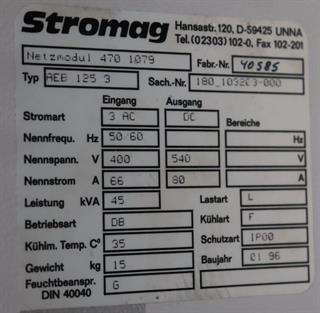 Stromag Hansastr. 120, D-59425 UNNA
Tel. (02303) 102-0, Fax 102-201
Netzmodul 470 1079 Fabr.-Nr. 40585
Typ AEB 125 3 Sach.-Nr. 180_103203-000
Eingang Ausgang
Stromart 3 AC DC Bereiche
Nennfrequ. Hz 50/60 Hz
Nennspann. V 400 540 V
Nennstrom A 66 80 A
Leistung kVA 45 Lastart L
Betriebsart DB Kühlart F
Kühlm. Temp. C° 35 Schutzart IP00
Gewicht kg 15 Baujahr 01 96
Feuchtbeanspr. G
DIN 40040